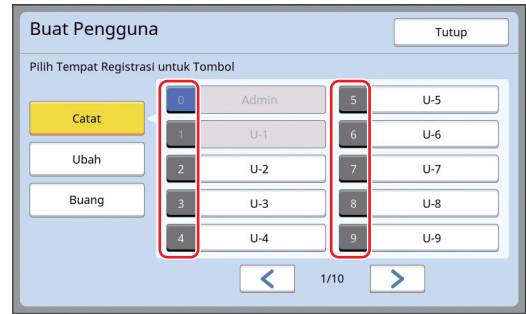 Buat Pengguna
Tutup
Pilih Tempat Registrasi untuk Tombol
Catat
Ubah
Buang
0 Admin 5 U-5
1 U-1 6 U-6
2 U-2 7 U-7
3 U-3 8 U-8
4 U-4 9 U-9
1/10